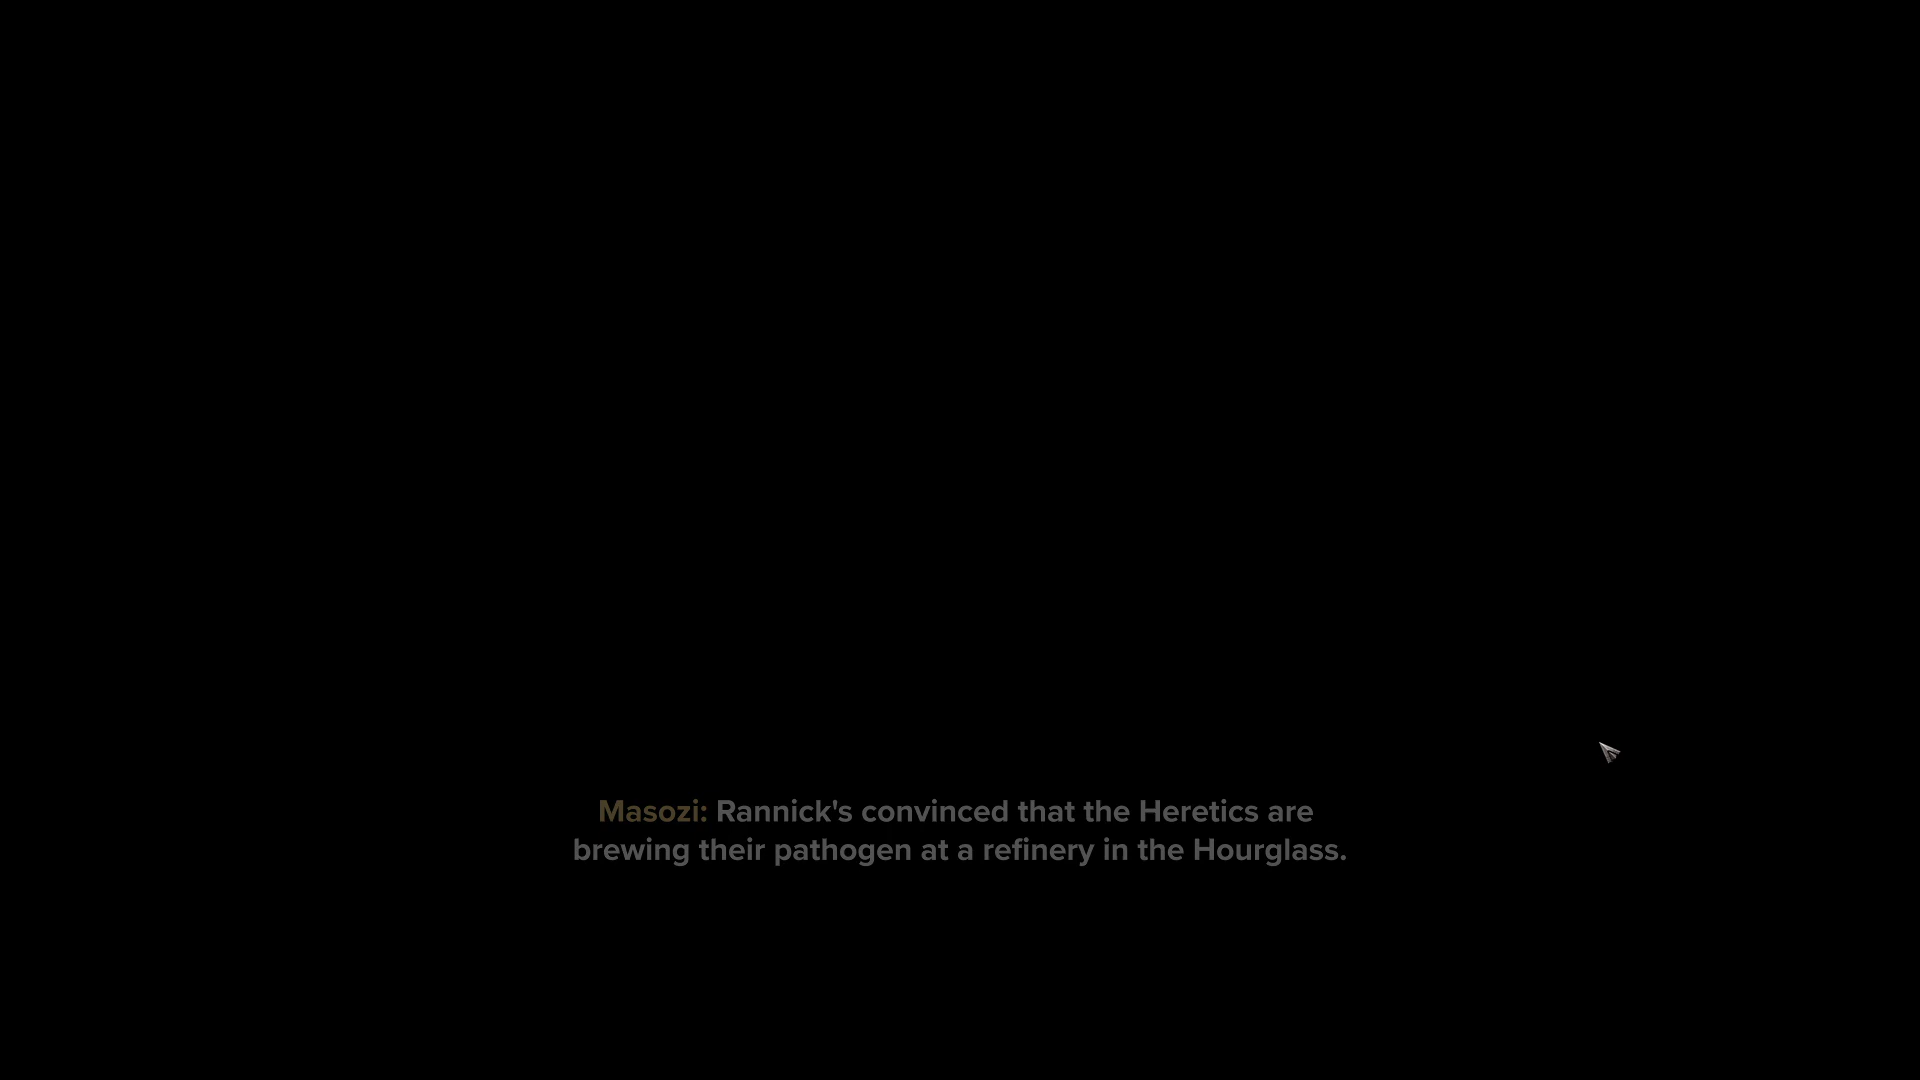 Masozi: Rannick's convinced that the Heretics are
brewing their pathogen at a refinery in the Hourglass.